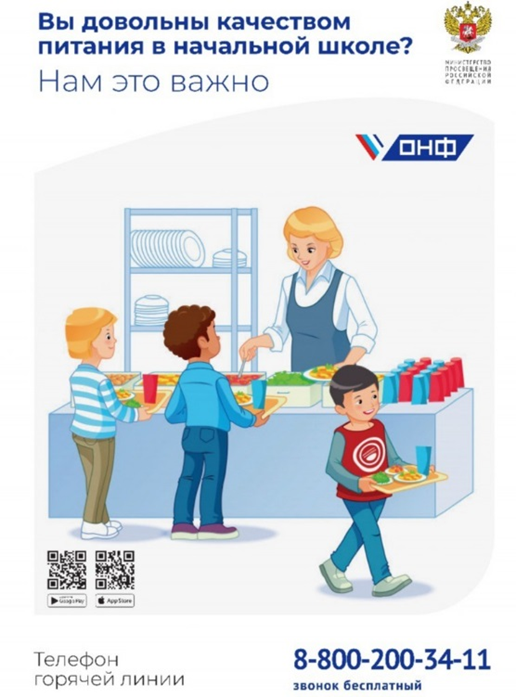 Вы довольны качеством
питания в начальной школе?
Нам это важно
МИНИСТЕРСТВО
ПРОСВЕЩЕНИЯ
РОССИЙСКОЙ
ФЕДЕРАЦИИ
ОНФ
Google Play
App Store
Телефон
горячей линии
8-800-200-34-11
звонок бесплатный